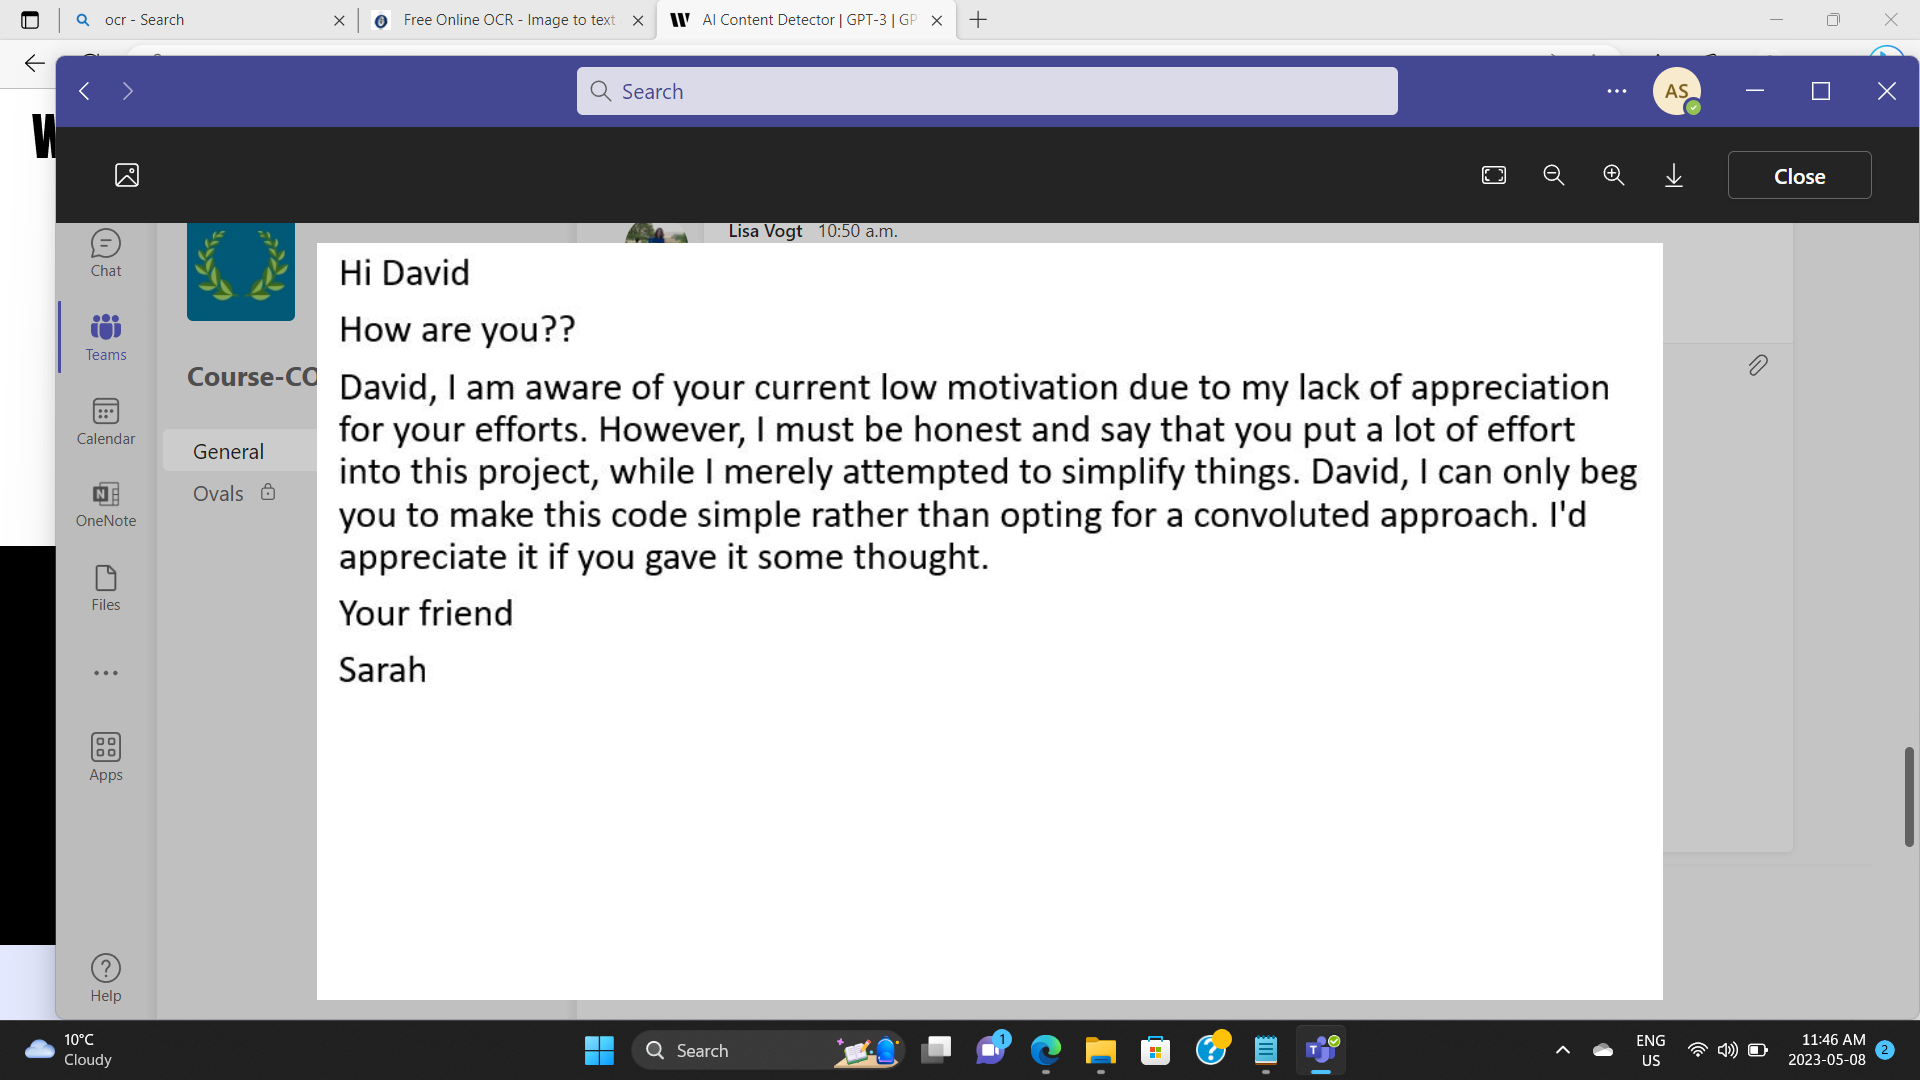 ocr - Search
Free Online OCR - Image to text
AI Content Detector | GPT-3 | GP
W
Search
AS
Close
Chat
Teams
Calendar
OneNote
Files
Apps
Help
Course-CO
General
Ovals
Lisa Vogt 10:50 a.m.
Hi David
How are you??
David, I am aware of your current low motivation due to my lack of appreciation
for your efforts. However, I must be honest and say that you put a lot of effort
into this project, while I merely attempted to simplify things. David, I can only beg
you to make this code simple rather than opting for a convoluted approach. I'd
appreciate it if you gave it some thought.
Your friend
Sarah
10°C
Cloudy
Search
1
ENG
US
11:46 AM
2023-05-08
2